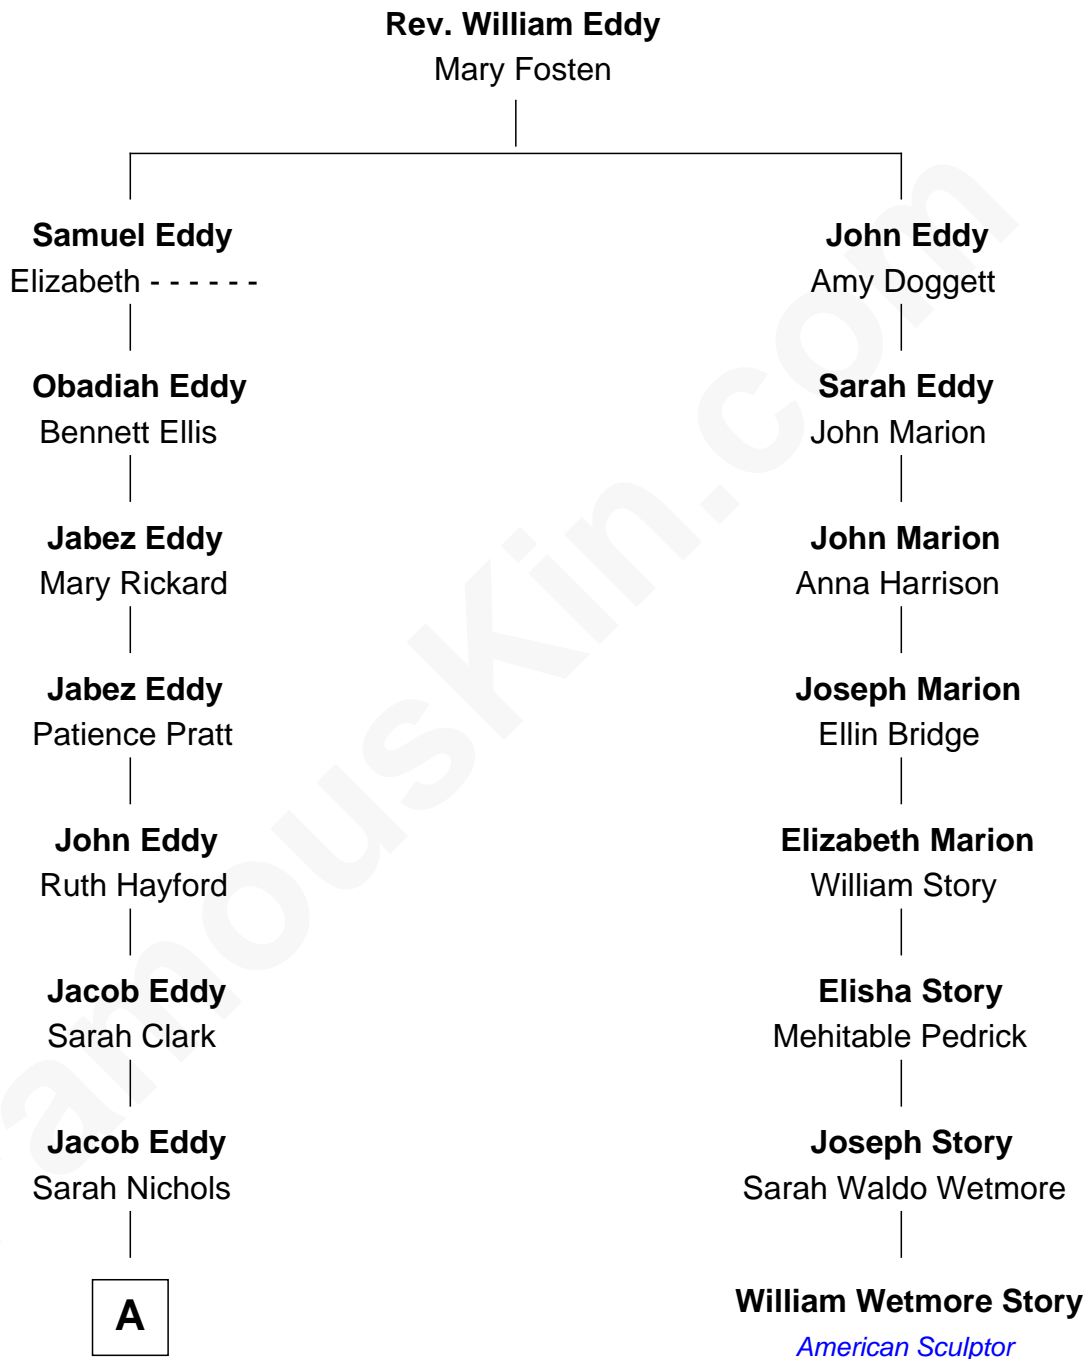 Rev. William Eddy
Mary Fosten
Samuel Eddy
Elizabeth - - - - - -
John Eddy
Amy Doggett
Obadiah Eddy
Bennett Ellis
Sarah Eddy
John Marion
Jabez Eddy
Mary Rickard
John Marion
Anna Harrison
Jabez Eddy
Patience Pratt
Joseph Marion
Ellin Bridge
John Eddy
Ruth Hayford
Elizabeth Marion
William Story
Jacob Eddy
Sarah Clark
Elisha Story
Mehitable Pedrick
Jacob Eddy
Sarah Nichols
Joseph Story
Sarah Waldo Wetmore
A
William Wetmore Story
American Sculptor
amousKin.com